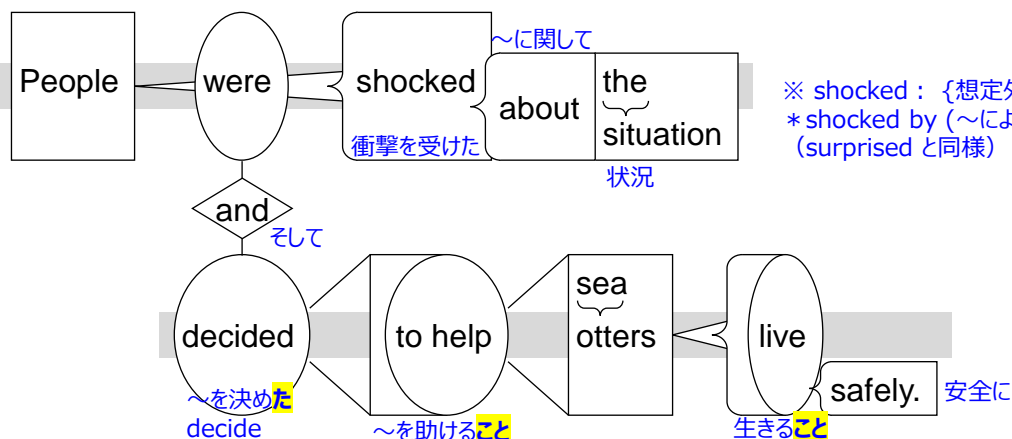 ～に関して
People were shocked about the situation
衝撃を受けた
状況
※ shocked： {想定外
＊shocked by (～によ
（surprised と同様）
and
そして
decided to help sea otters live safely.
安全に
～を決めた
decide
～を助けること
生きること